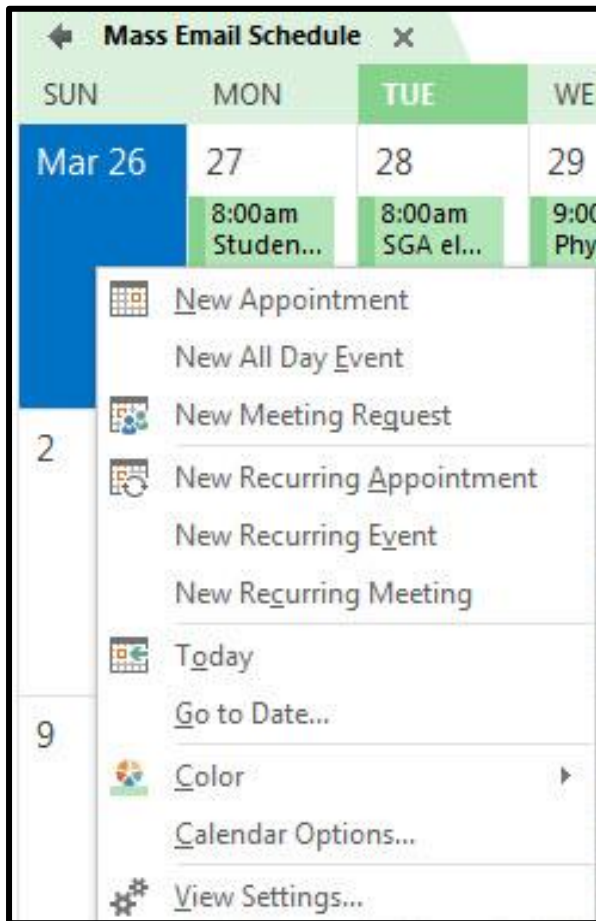 Mass Email Schedule
SUN MON TUE WE
Mar 26 27 28 29
8:00am 8:00am 9:00
Studen... SGA el... Phy
New Appointment
New All Day Event
New Meeting Request
2
New Recurring Appointment
New Recurring Event
New Recurring Meeting
Today
Go to Date...
9
Color
Calendar Options...
View Settings...